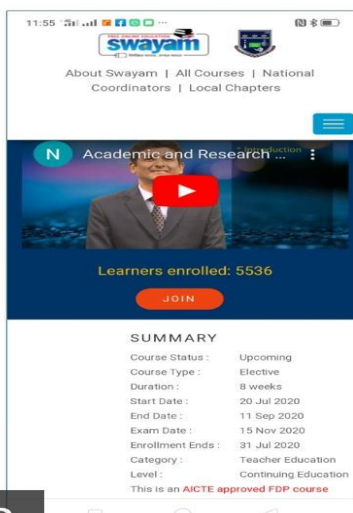 11:55
FREE ONLINE EDUCATION
swayam
About Swayam | All Courses | National
Coordinators | Local Chapters
N Academic and Research ...
* Introduction
Learners enrolled: 5536
JOIN
SUMMARY
Course Status : Upcoming
Course Type : Elective
Duration : 8 weeks
Start Date : 20 Jul 2020
End Date : 11 Sep 2020
Exam Date : 15 Nov 2020
Enrollment Ends : 31 Jul 2020
Category : Teacher Education
Level : Continuing Education
This is an AICTE approved FDP course